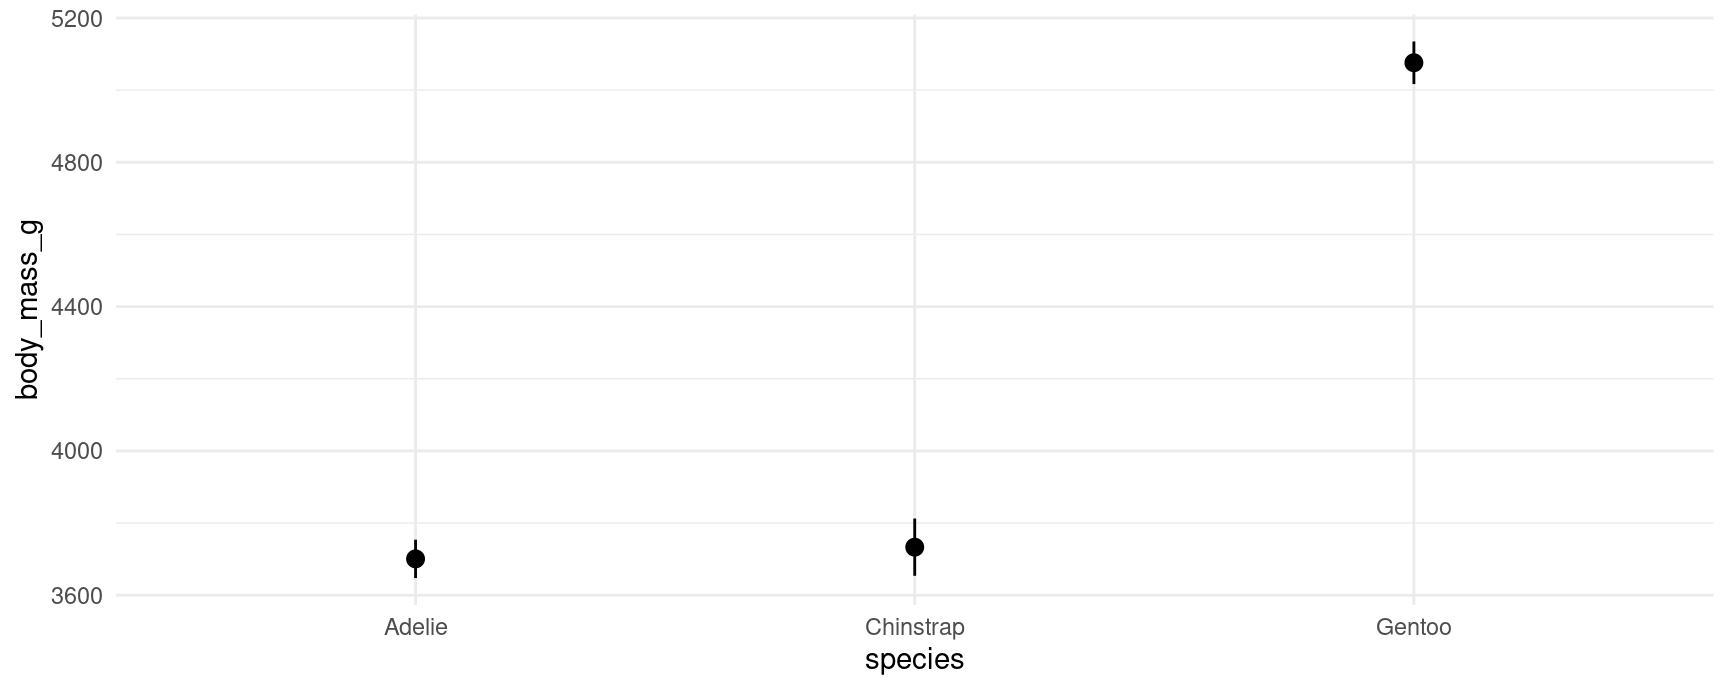 5200
4800
4400
4000
3600
body_mass_g
Adelie
Chinstrap
Gentoo
species